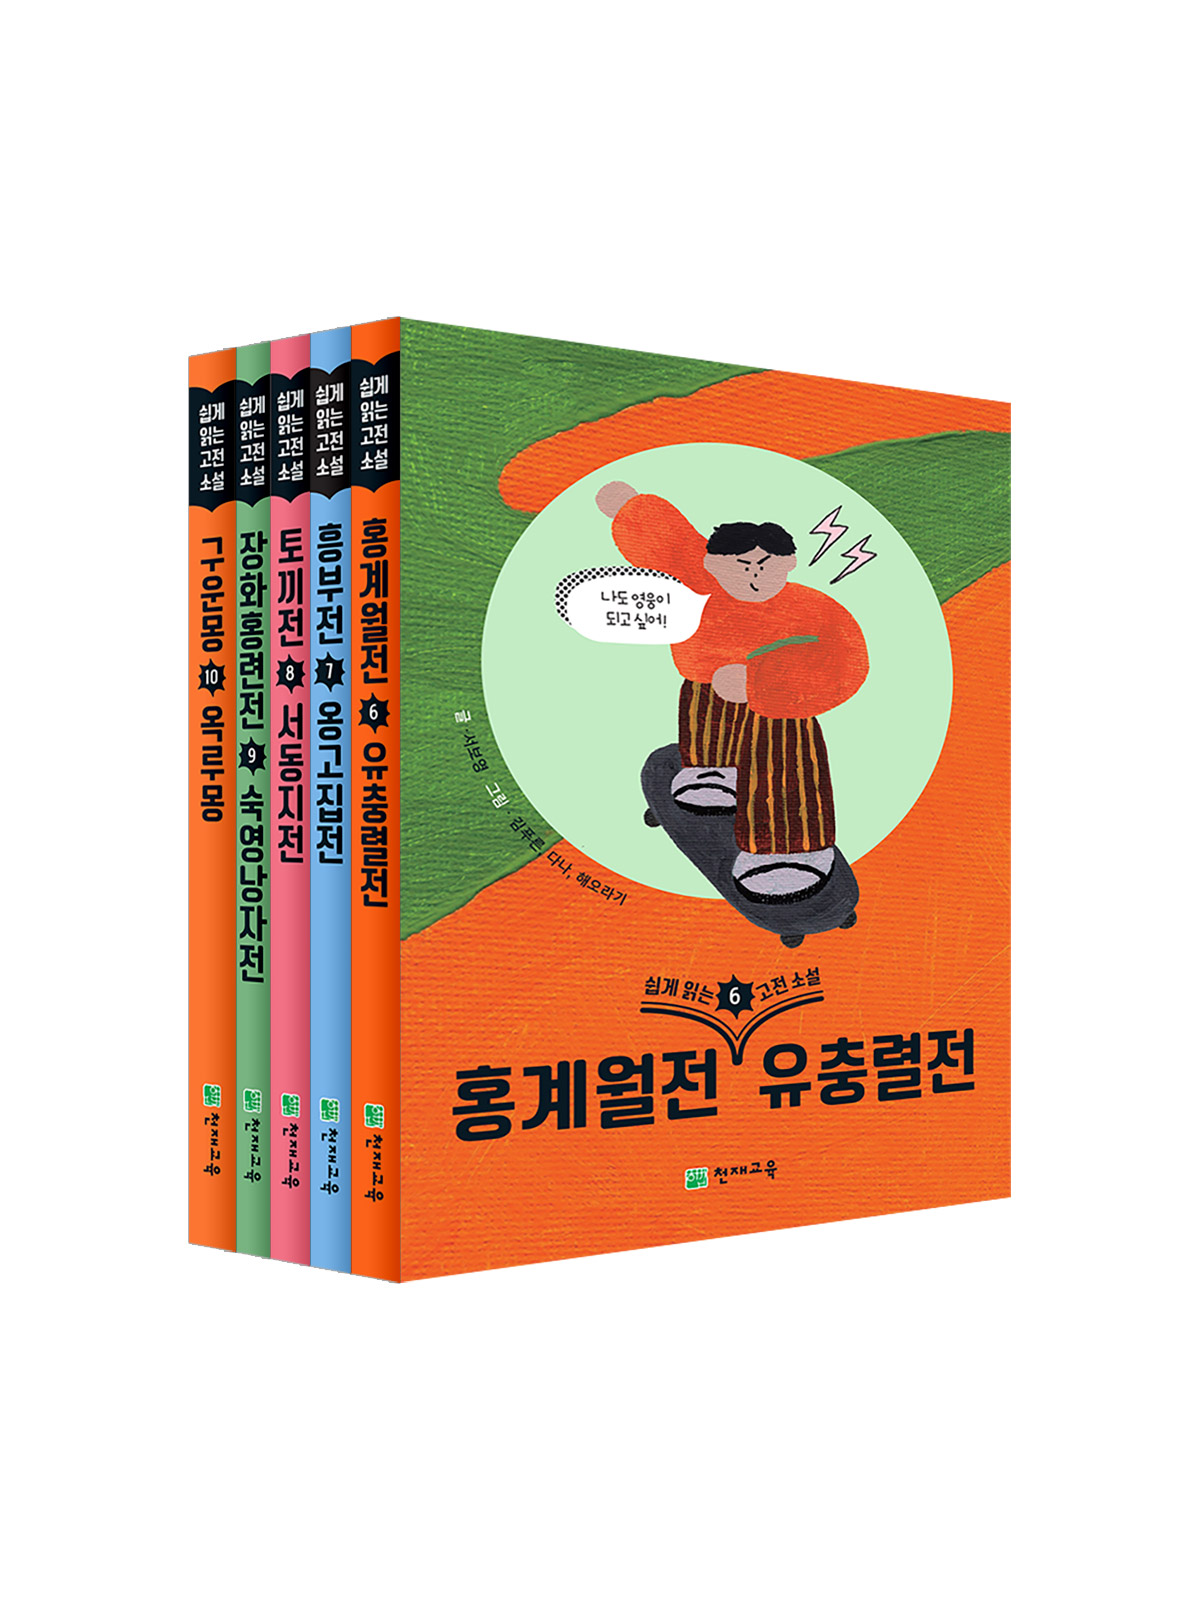 쉽게
읽는
고전
소설
구운몽 10 옥루몽
천재교육
쉽게
읽는
고전
소설
장화홍련전 9 숙영낭자전
천재교육
쉽게
읽는
고전
소설
토끼전 8 서동지전
천재교육
쉽게
읽는
고전
소설
흥부전 7 옹고집전
천재교육
쉽게
읽는
고전
소설
홍계월전 6 유충렬전
천재교육
나도 영웅이
되고 싶어!
글·서보영 그림·김푸른, 다나, 해오라기
쉽게 읽는 6 고전 소설
홍계월전 유충렬전
천재교육